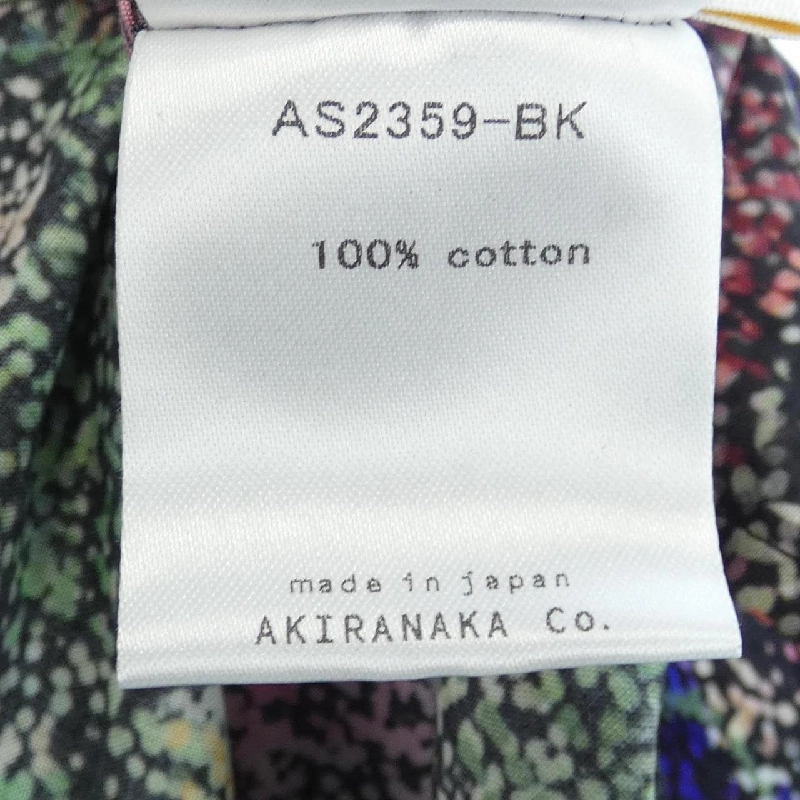 AS2359-BK
100% cotton
made in japan
AKIRANAKA Co.